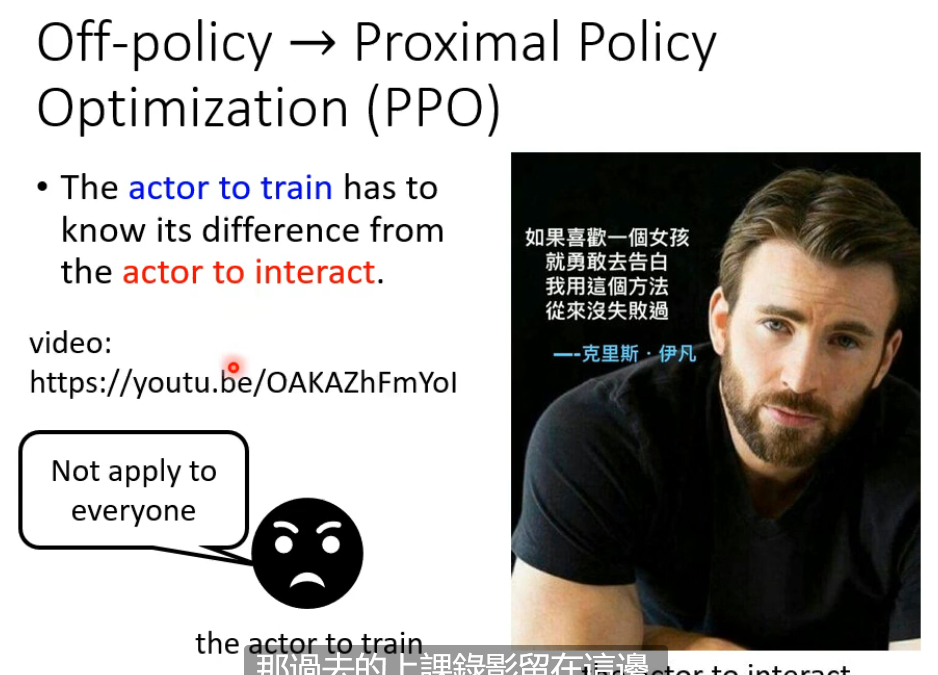 Off-policy → Proximal Policy
Optimization (PPO)
• The actor to train has to
know its difference from
the actor to interact.
video:
https://youtu.be/OAKAZhFmYoI
Not apply to
everyone
the actor to train
如果喜歡一個女孩
就勇敢去告白
我用這個方法
從來沒失敗過
——克里斯·伊凡
the actor to interact
那過去的上課錄影留在這邊